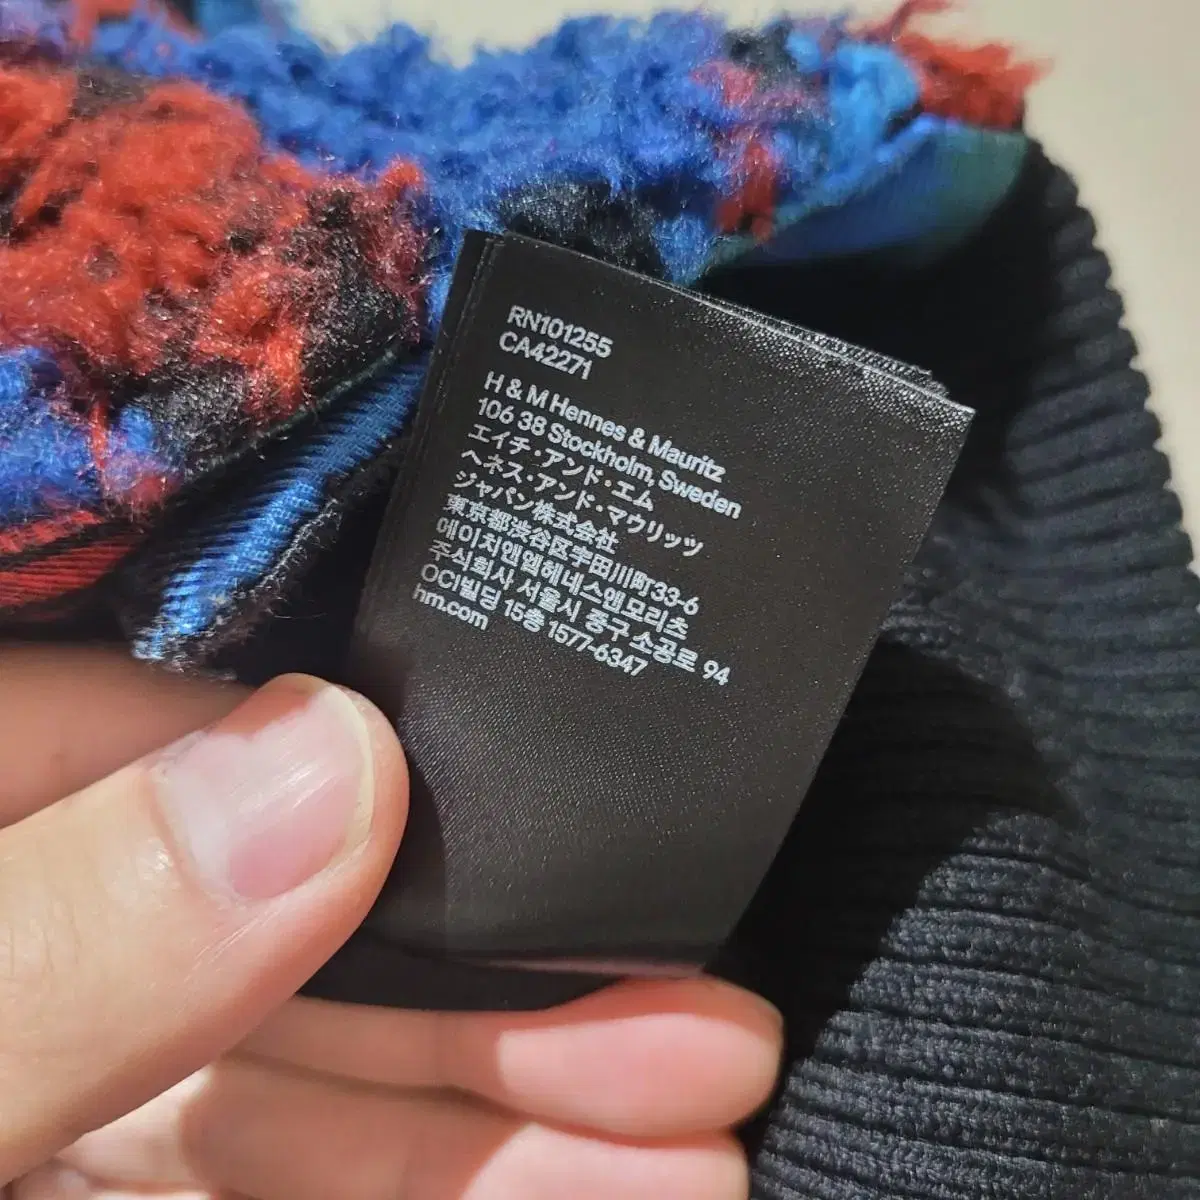 RN101255
CA42271
H & M Hennes & Mauritz
106 38 Stockholm, Sweden
エイチ・アンド・エム
ヘネス・アンド・マウリッツ
ジャパン株式会社
東京都渋谷区宇田川町33-6
에이치앤엠헤네스앤모리츠
주식회사 서울시 중구 소공로 94
OCI빌딩 15층 1577-6347
hm.com